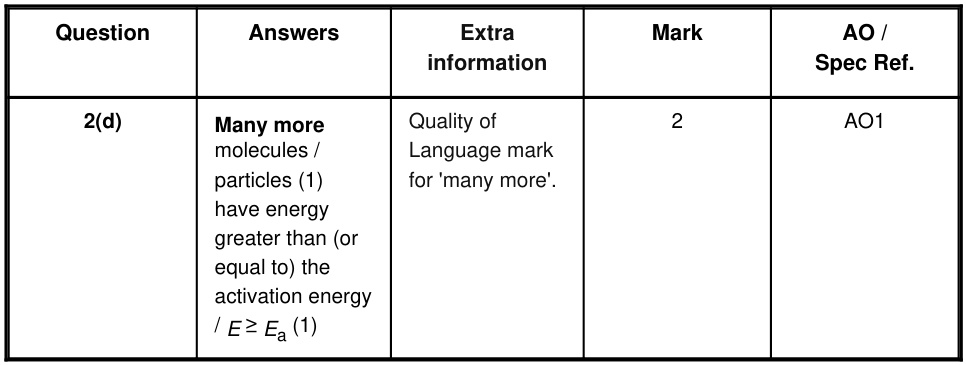 Question Answers Extra information Mark AO / Spec Ref.
2(d)
Many more
molecules /
particles (1)
have energy
greater than (or
equal to) the
activation energy
/ E ≥ Ea (1)
Quality of
Language mark
for 'many more'.
2
AO1